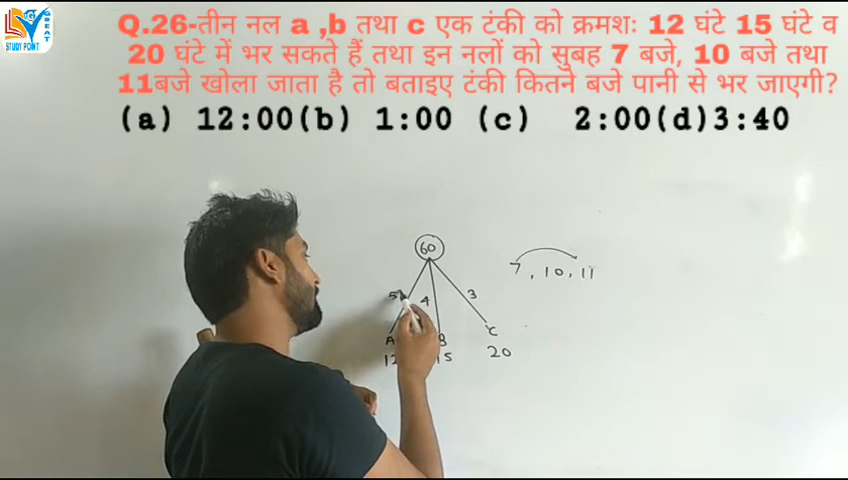 Q.26-तीन नल a ,b तथा c एक टंकी को क्रमशः 12 घंटे 15 घंटे व
20 घंटे में भर सकते हैं तथा इन नलों को सुबह 7 बजे, 10 बजे तथा
11बजे खोला जाता है तो बताइए टंकी कितने बजे पानी से भर जाएगी?
(a) 12:00(b) 1:00 (c) 2:00(d)3:40
GREAT
STUDY POINT
60
7, 10, 11
5 4 3
A B C
12 15 20